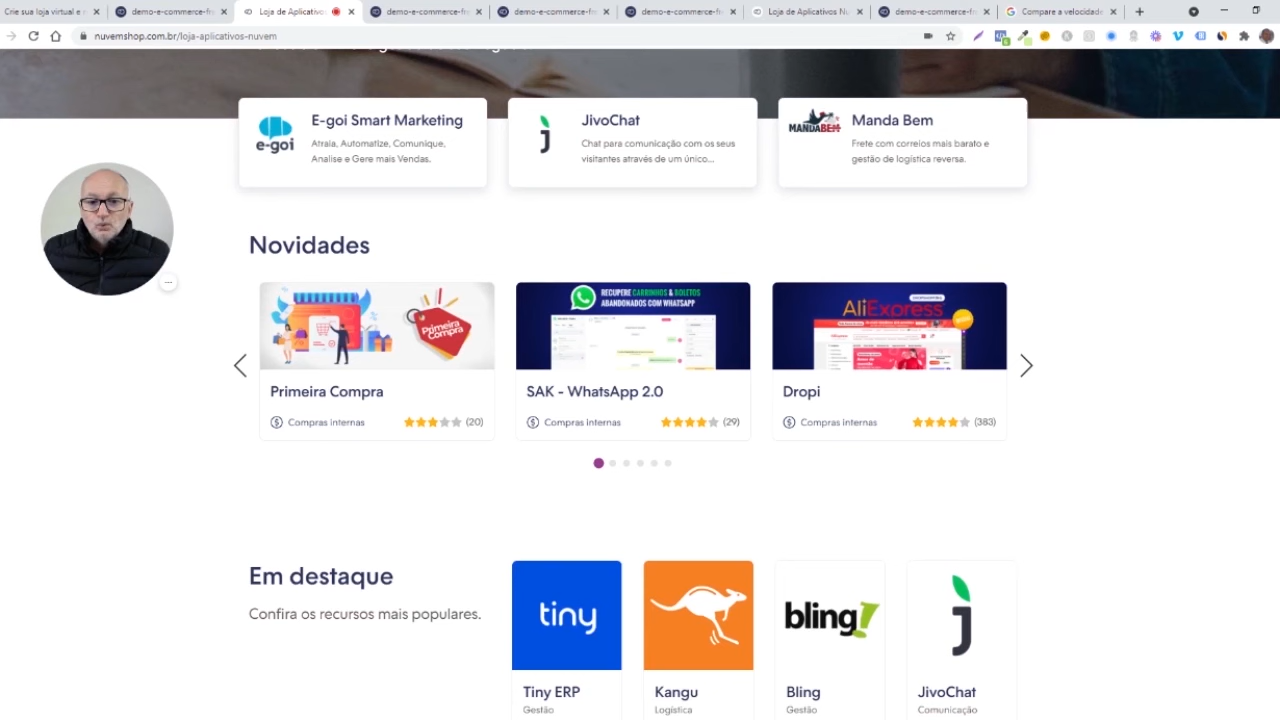 Crie sua loja virtual e
demo-e-commerce-fr
Loja de Aplicativo
demo-e-commerce-fr
demo-e-commerce-fr
demo-e-commerce-fr
Loja de Aplicativos Nu
demo-e-commerce-fr
Compare a velocidade
nuvemshop.com.br/loja-aplicativos-nuvem
e-goi
E-goi Smart Marketing
Atraia, Automatize, Comunique,
Analise e Gere mais Vendas.
JivoChat
Chat para comunicação com os seus
visitantes através de um único...
MANDABEM
Manda Bem
Frete com correios mais barato e
gestão de logística reversa.
Novidades
Primeira
Compra
Primeira Compra
Compras internas
(20)
RECUPERE CARRINHOS & BOLETOS
ABANDONADOS COM WHATSAPP
SAK - WhatsApp 2.0
Compras internas
(29)
AliExpress
Dropi
Compras internas
(383)
Em destaque
Confira os recursos mais populares.
tiny
Tiny ERP
Gestão
Kangu
Logística
bling!
Bling
Gestão
JivoChat
Comunicação